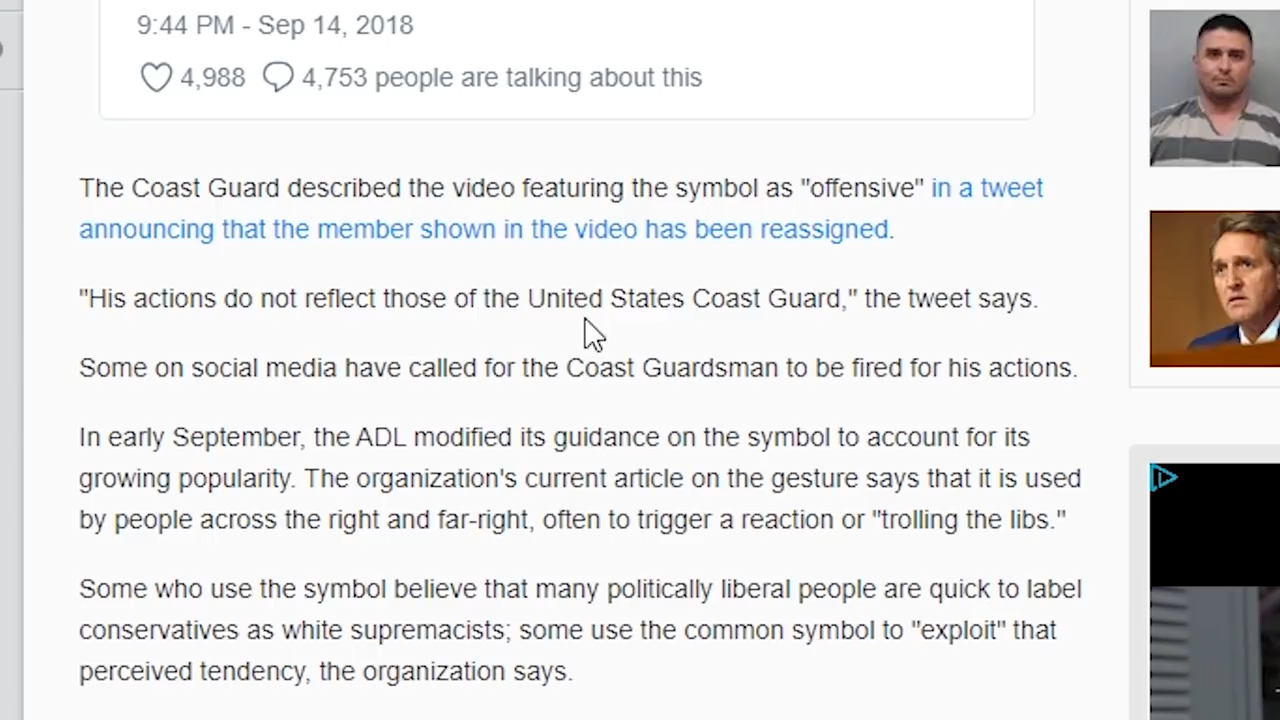 9:44 PM - Sep 14, 2018
4,988 4,753 people are talking about this
The Coast Guard described the video featuring the symbol as "offensive" in a tweet
announcing that the member shown in the video has been reassigned.
"His actions do not reflect those of the United States Coast Guard," the tweet says.
Some on social media have called for the Coast Guardsman to be fired for his actions.
In early September, the ADL modified its guidance on the symbol to account for its
growing popularity. The organization's current article on the gesture says that it is used
by people across the right and far-right, often to trigger a reaction or "trolling the libs."
Some who use the symbol believe that many politically liberal people are quick to label
conservatives as white supremacists; some use the common symbol to "exploit" that
perceived tendency, the organization says.